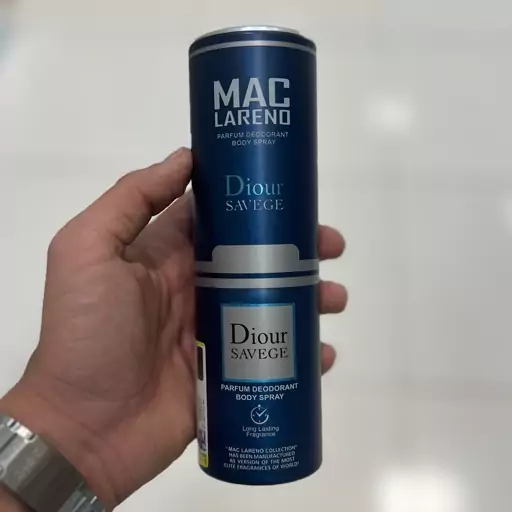 MAC
LARENO
PARFUM DEODORANT
BODY SPRAY
Diour
SAVEGE
Diour
SAVEGE
PARFUM DEODORANT
BODY SPRAY
Long Lasting
Fragrance
"MAC LARENO COLLECTION"
HAS BEEN MANUFACTURED
AS VERSION OF THE MOST
ELITE FRAGRANCES OF WORLD"